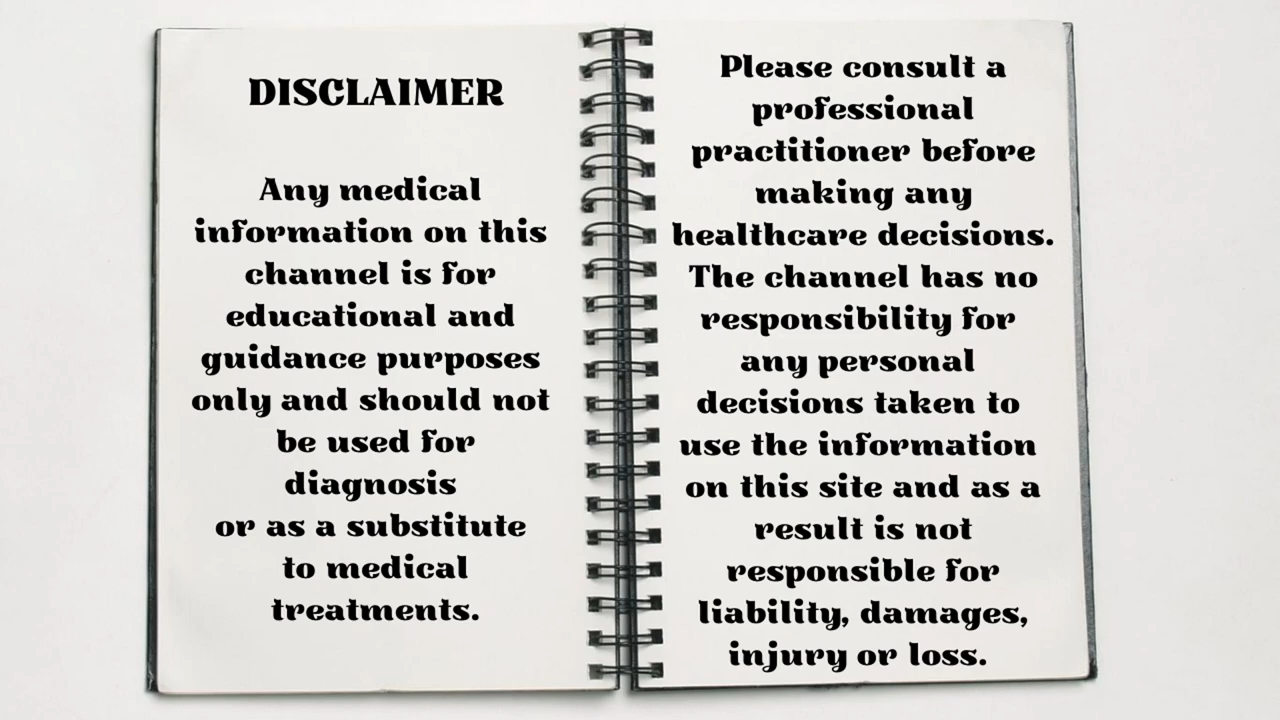 DISCLAIMER
Any medical
information on this
channel is for
educational and
guidance purposes
only and should not
be used for
diagnosis
or as a substitute
to medical
treatments.
Please consult a
professional
practitioner before
making any
healthcare decisions.
The channel has no
responsibility for
any personal
decisions taken to
use the information
on this site and as a
result is not
responsible for
liability, damages,
injury or loss.